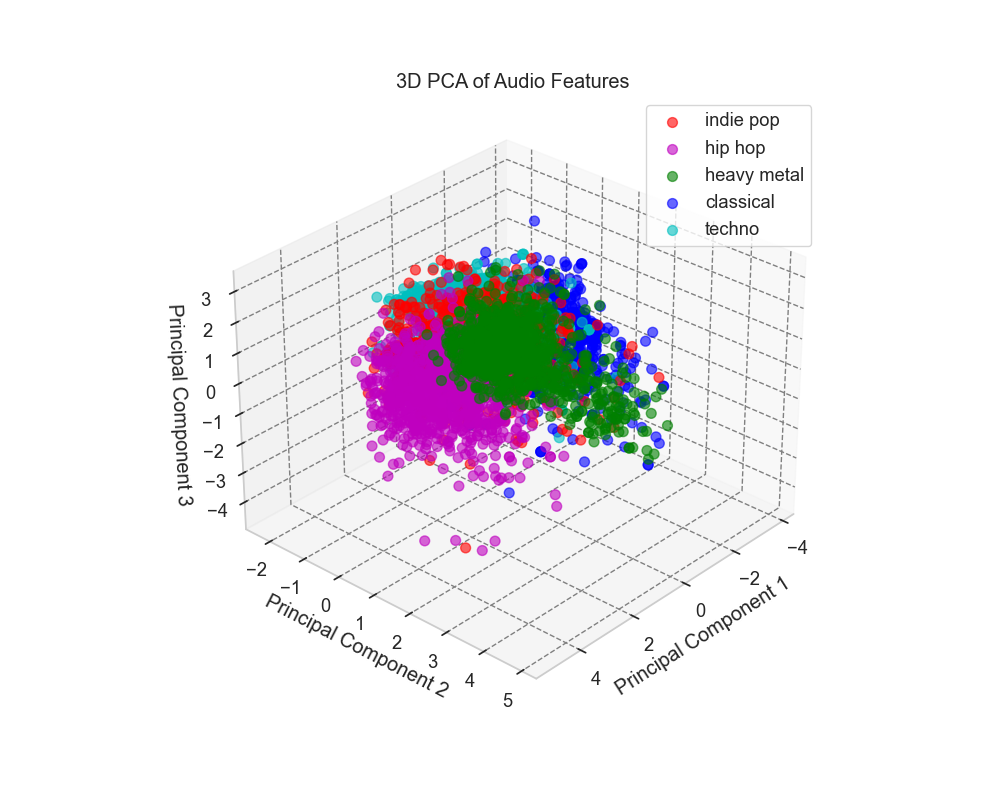 3D PCA of Audio Features
indie pop
hip hop
heavy metal
classical
techno
3
2
1
0
−1
−2
−3
−4
Principal Component 3
−2
−1
0
1
2
3
4
5
Principal Component 2
−4
−2
0
2
4
Principal Component 1